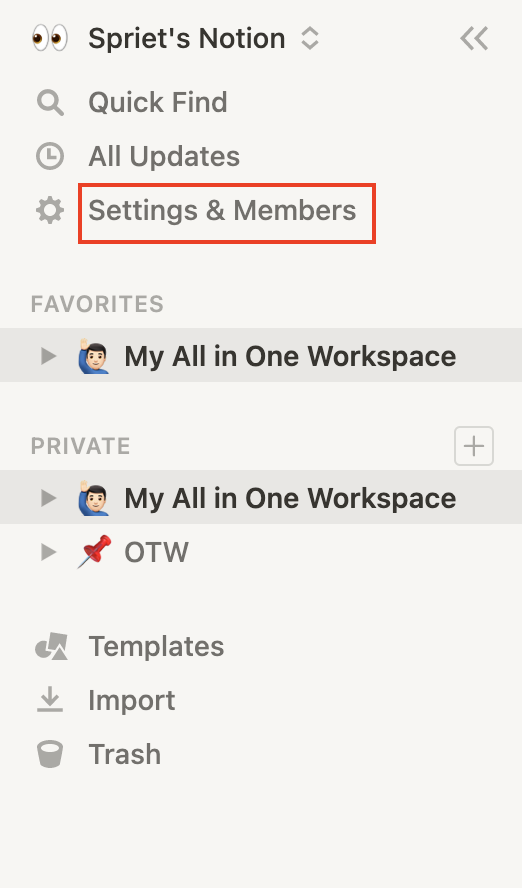 Spriet's Notion
Quick Find
All Updates
Settings & Members
FAVORITES
My All in One Workspace
PRIVATE
My All in One Workspace
OTW
Templates
Import
Trash